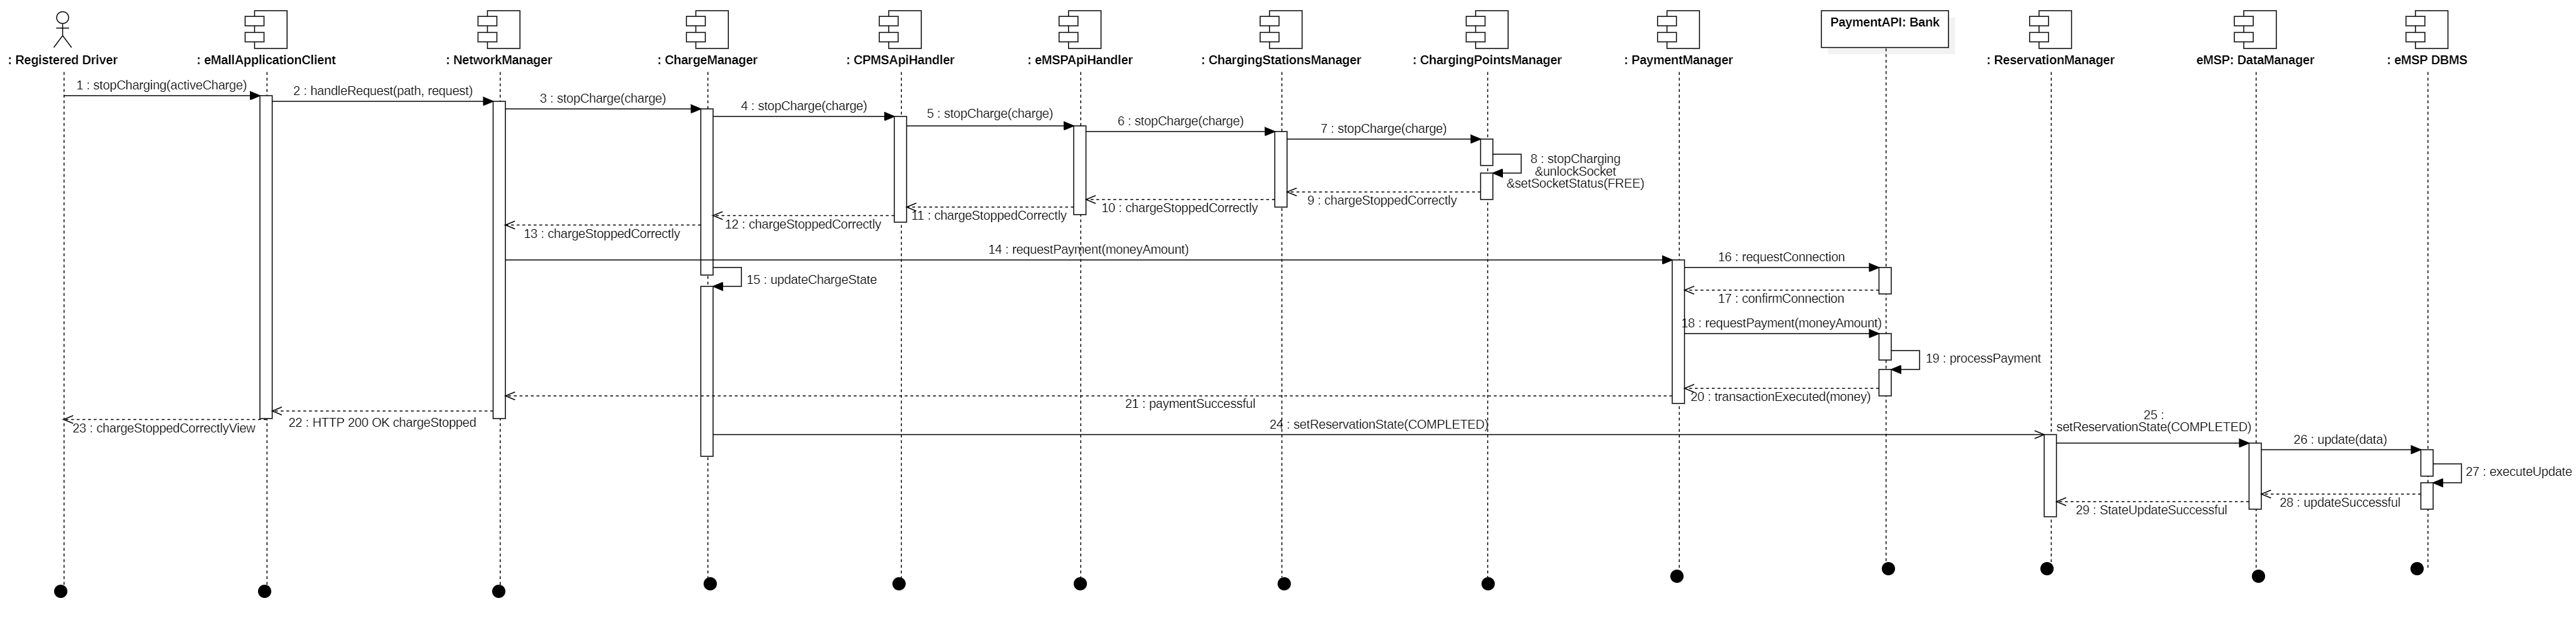 : Registered Driver
: eMallApplicationClient
: NetworkManager
: ChargeManager
: CPMSApiHandler
: eMSPApiHandler
: ChargingStationsManager
: ChargingPointsManager
: PaymentManager
PaymentAPI: Bank
: ReservationManager
eMSP: DataManager
: eMSP DBMS
1 : stopCharging(activeCharge)
2 : handleRequest(path, request)
3 : stopCharge(charge)
4 : stopCharge(charge)
5 : stopCharge(charge)
6 : stopCharge(charge)
7 : stopCharge(charge)
8 : stopCharging
&unlockSocket
&setSocketStatus(FREE)
9 : chargeStoppedCorrectly
10 : chargeStoppedCorrectly
11 : chargeStoppedCorrectly
12 : chargeStoppedCorrectly
13 : chargeStoppedCorrectly
14 : requestPayment(moneyAmount)
15 : updateChargeState
16 : requestConnection
17 : confirmConnection
18 : requestPayment(moneyAmount)
19 : processPayment
20 : transactionExecuted(money)
21 : paymentSuccessful
22 : HTTP 200 OK chargeStopped
23 : chargeStoppedCorrectlyView
24 : setReservationState(COMPLETED)
25 :
setReservationState(COMPLETED)
26 : update(data)
27 : executeUpdate
28 : updateSuccessful
29 : StateUpdateSuccessful